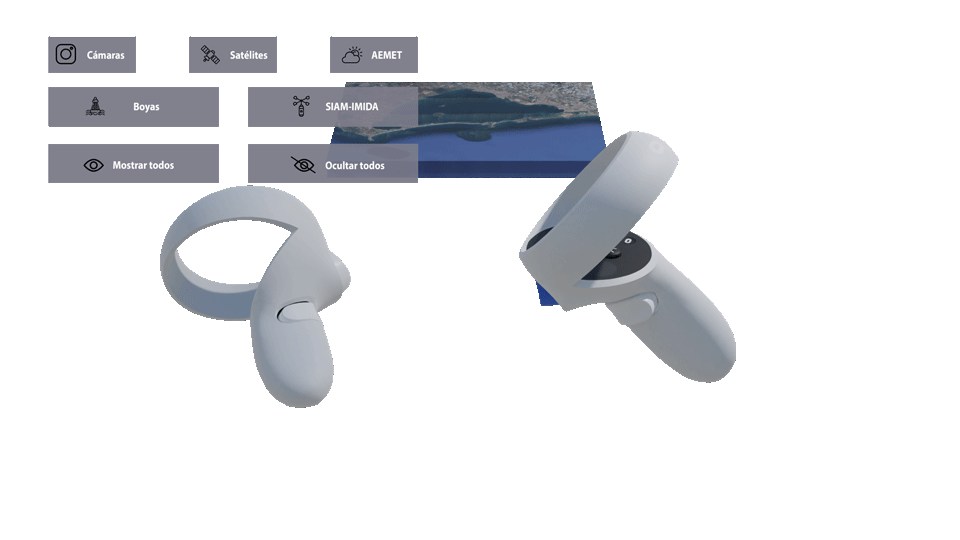 Cámaras
Satélites
AEMET
Boyas
SIAM-IMIDA
Mostrar todos
Ocultar todos